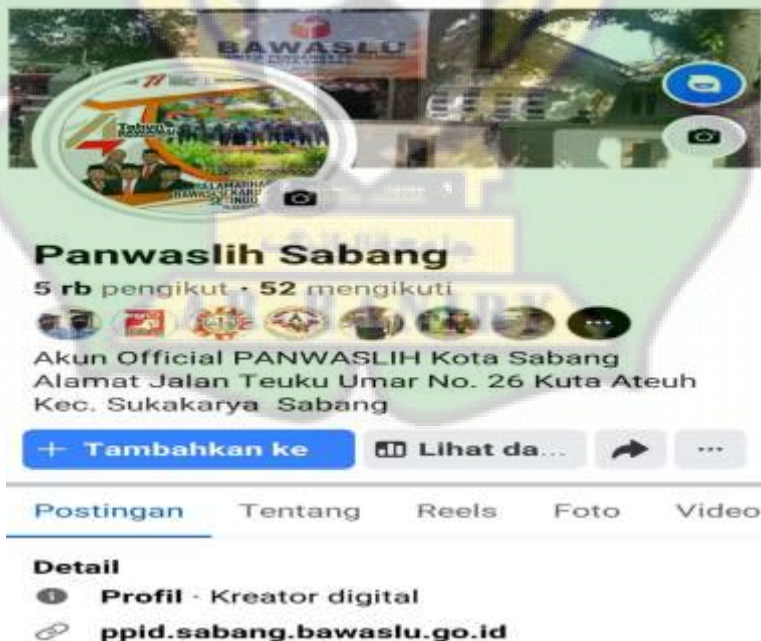 BAWASLU
Panwaslih Sabang
5 rb pengikut · 52 mengikuti
Akun Official PANWASLIH Kota Sabang
Alamat Jalan Teuku Umar No. 26 Kuta Ateuh
Kec. Sukakarya Sabang
+ Tambahkan ke
Lihat da...
Postingan Tentang Reels Foto Video
Detail
Profil · Kreator digital
ppid.sabang.bawaslu.go.id